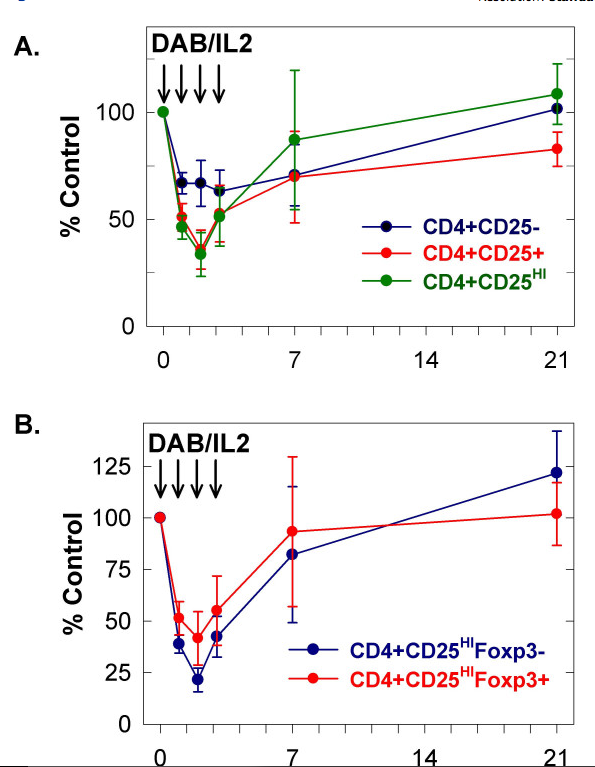 A.
DAB/IL2
100
50
0
% Control
CD4+CD25-
CD4+CD25+
CD4+CD25HI
0 7 14 21
B.
DAB/IL2
125
100
75
50
25
0
% Control
CD4+CD25HIFoxp3-
CD4+CD25HIFoxp3+
0 7 14 21